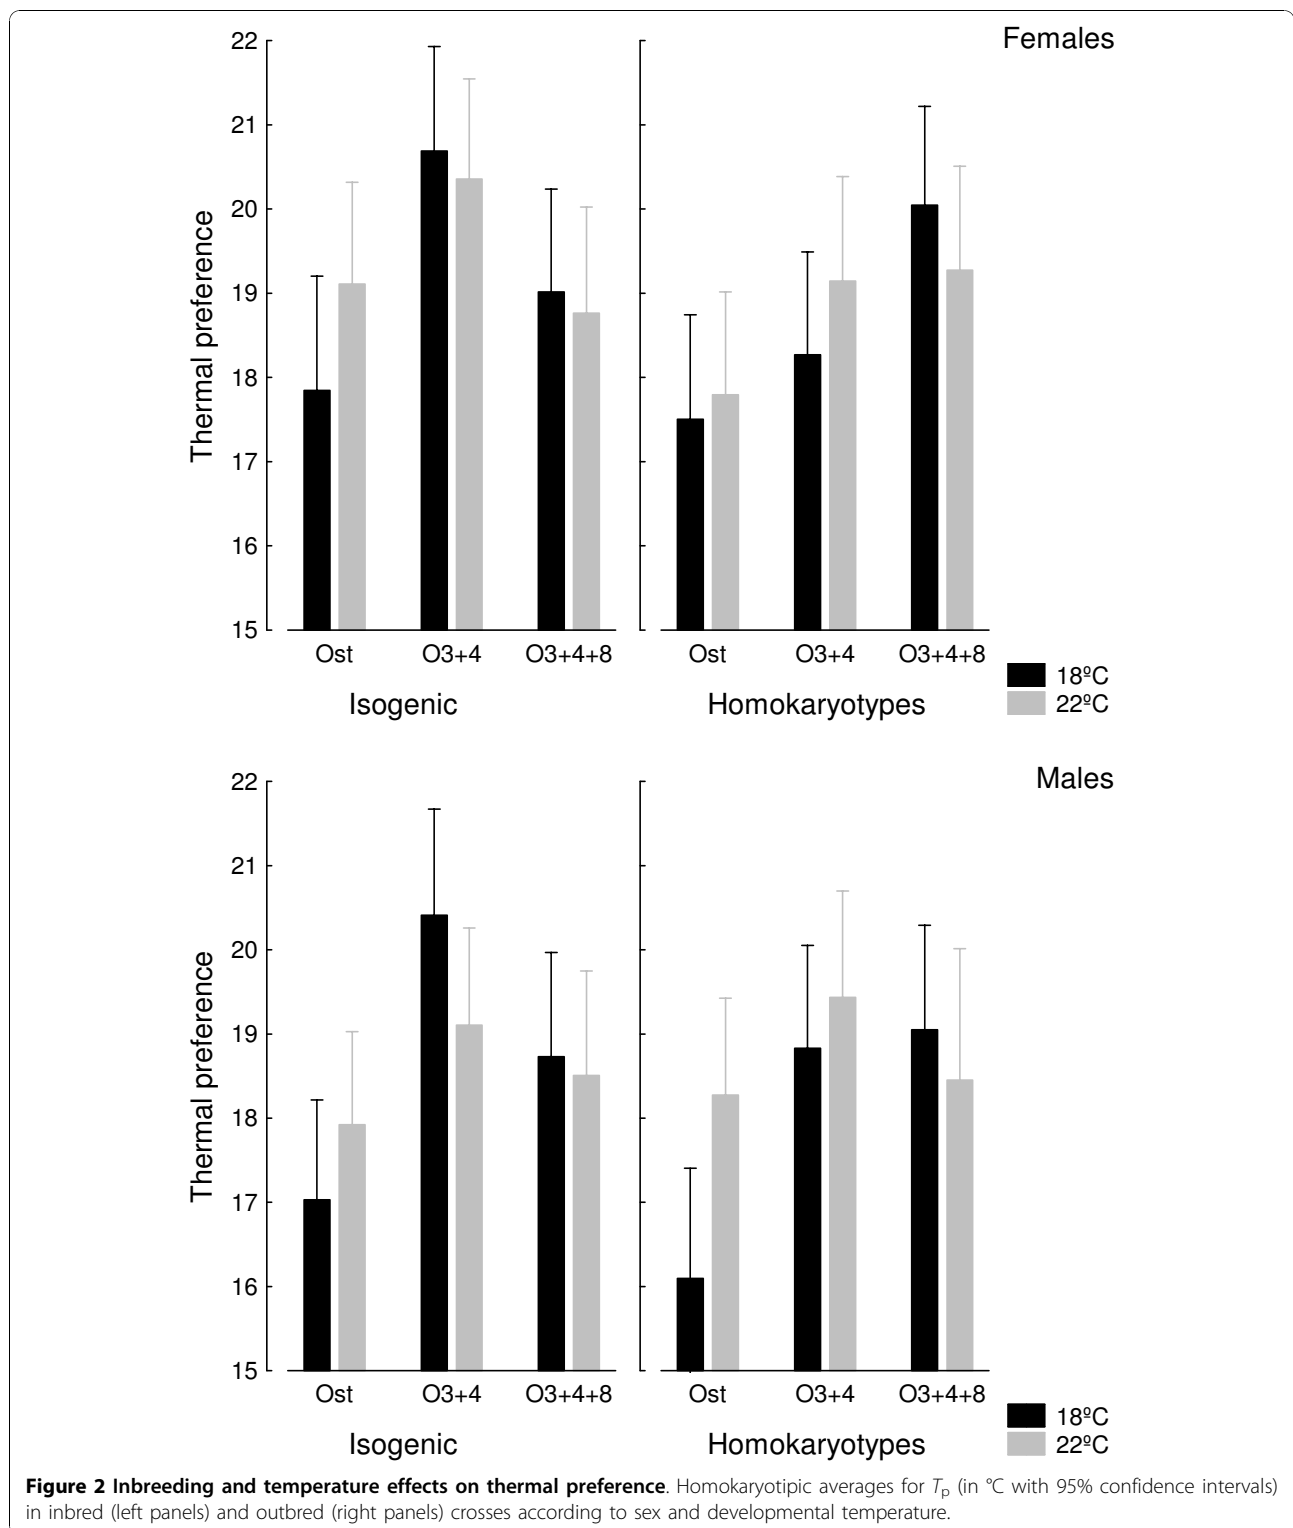 Females
22
21
20
19
18
17
16
15
Thermal preference
Ost O3+4 O3+4+8 Ost O3+4 O3+4+8
Isogenic Homokaryotypes
18ºC
22ºC
Males
22
21
20
19
18
17
16
15
Thermal preference
Ost O3+4 O3+4+8 Ost O3+4 O3+4+8
Isogenic Homokaryotypes
18ºC
22ºC
Figure 2 Inbreeding and temperature effects on thermal preference. Homokaryotipic averages for Tp (in °C with 95% confidence intervals)
in inbred (left panels) and outbred (right panels) crosses according to sex and developmental temperature.